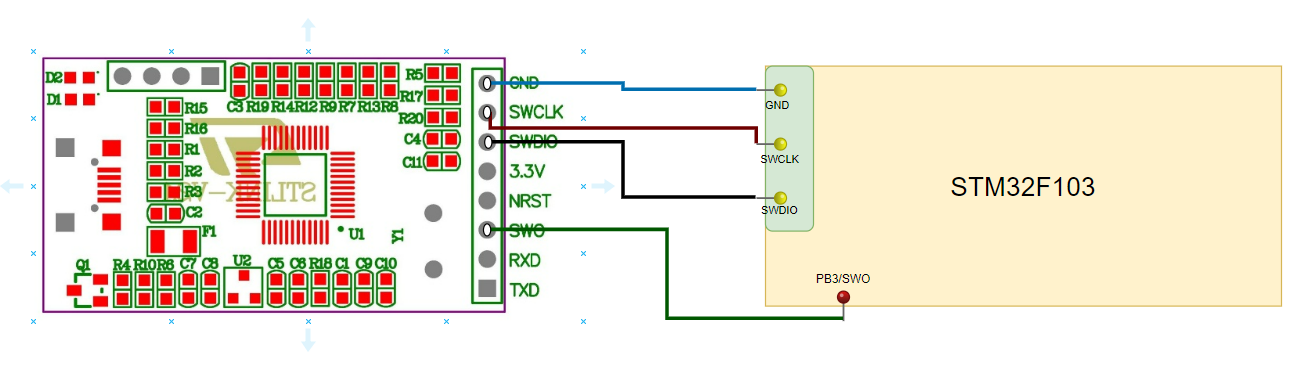 D2
D1
C3 R19 R14 R12 R9 R7 R13 R8
R5
R17
R20
C4
C11
R15
R16
R1
R2
R3
C2
F1
U1
Y1
Q1 R4 R10 R6 C7 C8 U2 C5 C6 R18 C1 C9 C10
GND
SWCLK
SWDIO
3.3V
NRST
SWO
RXD
TXD
GND
SWCLK
SWDIO
STM32F103
PB3/SWO